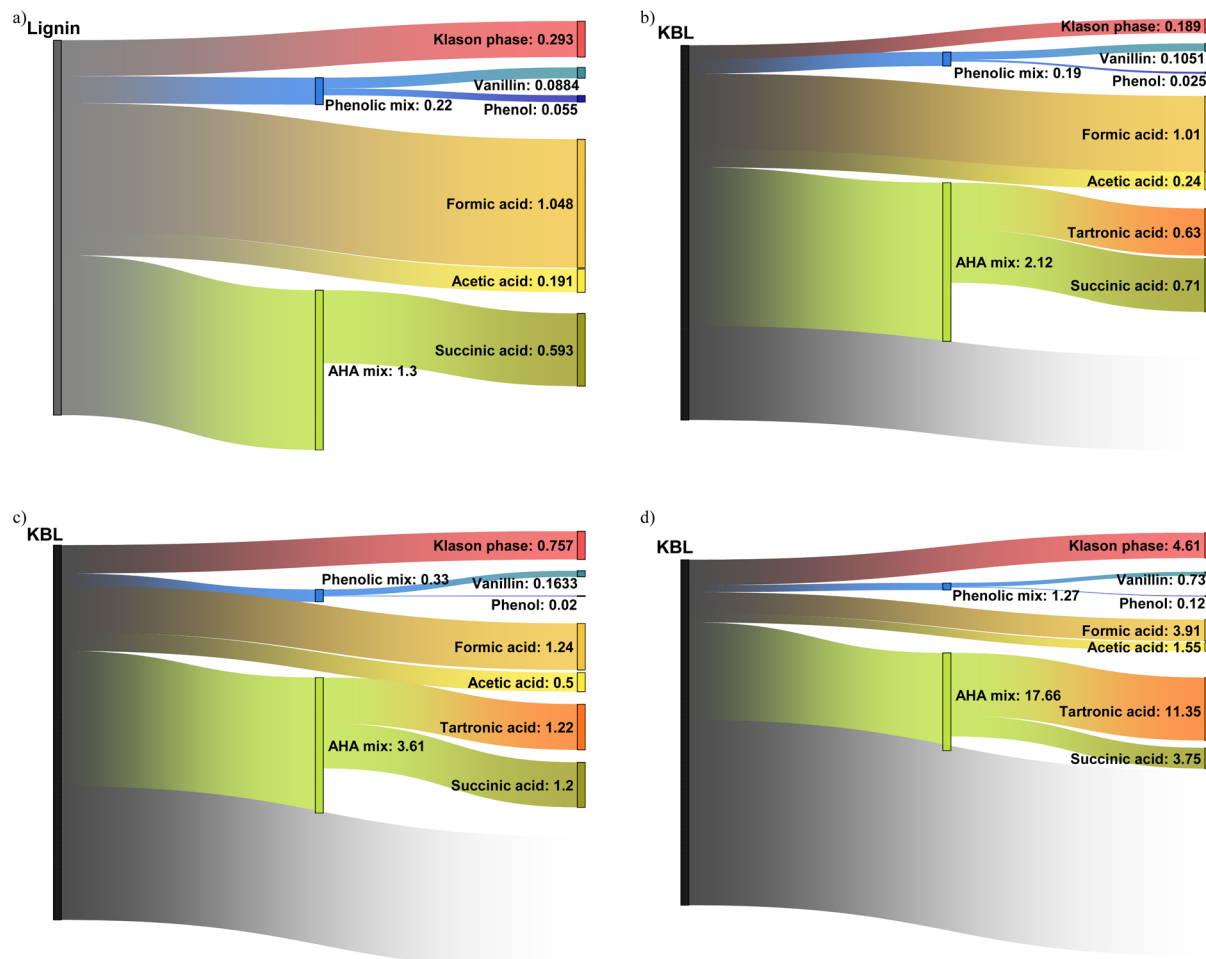 a)
Lignin
Klason phase: 0.293
Vanillin: 0.0884
Phenolic mix: 0.22
Phenol: 0.055
Formic acid: 1.048
Acetic acid: 0.191
Succinic acid: 0.593
AHA mix: 1.3
b)
KBL
Klason phase: 0.189
Vanillin: 0.1051
Phenolic mix: 0.19
Phenol: 0.025
Formic acid: 1.01
Acetic acid: 0.24
Tartronic acid: 0.63
AHA mix: 2.12
Succinic acid: 0.71
c)
KBL
Klason phase: 0.757
Phenolic mix: 0.33
Vanillin: 0.1633
Phenol: 0.02
Formic acid: 1.24
Acetic acid: 0.5
Tartronic acid: 1.22
AHA mix: 3.61
Succinic acid: 1.2
d)
KBL
Klason phase: 4.61
Vanillin: 0.73
Phenolic mix: 1.27
Phenol: 0.12
Formic acid: 3.91
Acetic acid: 1.55
AHA mix: 17.66
Tartronic acid: 11.35
Succinic acid: 3.75